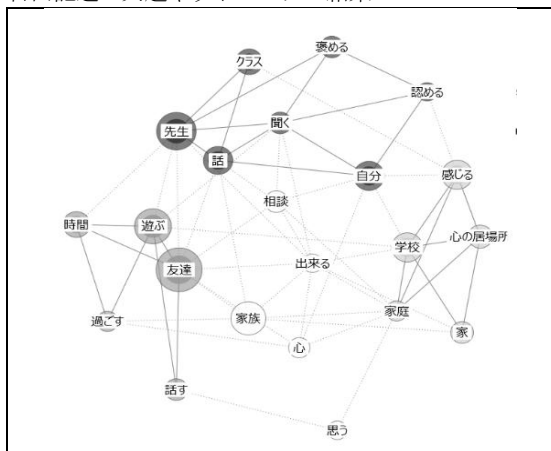 褒める
クラス
認める
聞く
先生
話
自分
感じる
相談
時間
遊ぶ
心の居場所
学校
友達
出来る
家庭
過ごす
家族
家
心
話す
思う